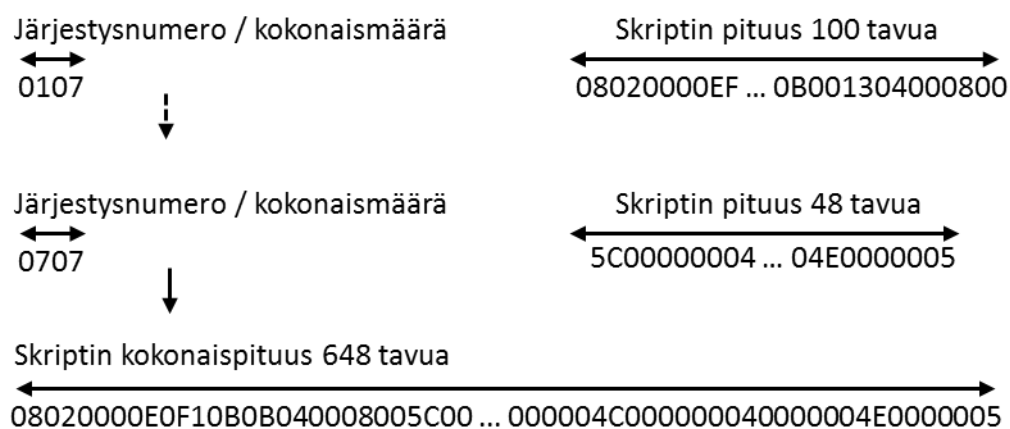 Järjestysnumero / kokonaismäärä Skriptin pituus 100 tavua
0107 08020000EF ... 0B001304000800
Järjestysnumero / kokonaismäärä Skriptin pituus 48 tavua
0707 5C00000004 ... 04E0000005
Skriptin kokonaispituus 648 tavua
08020000E0F10B0B040008005C00 ... 000004C000000040000004E0000005